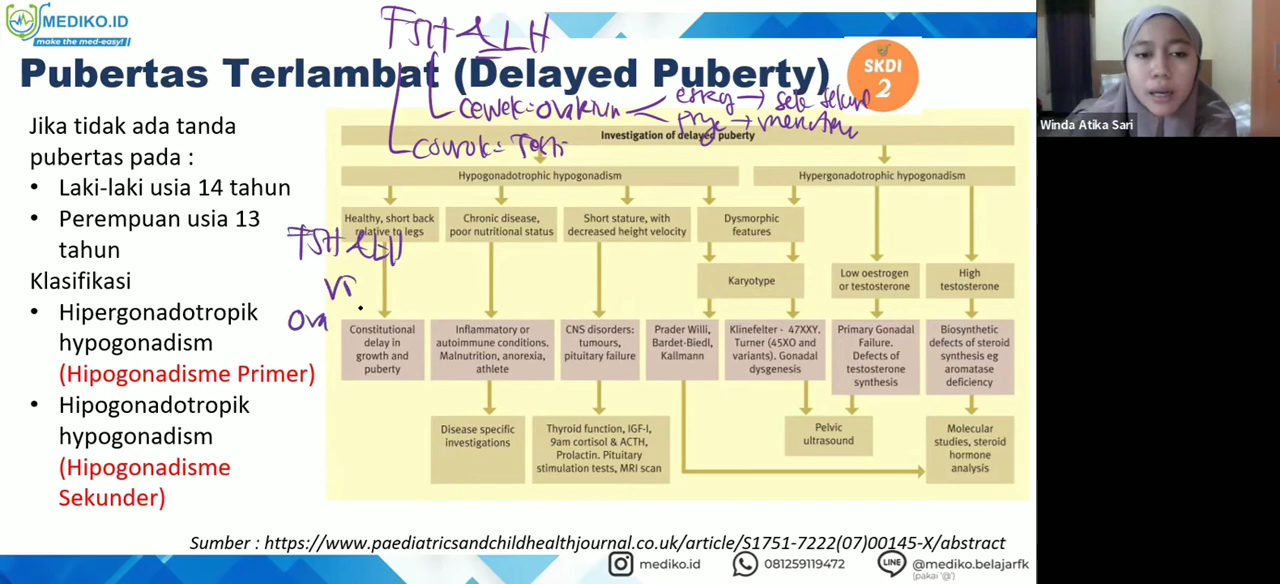 MEDIKO.ID
make the med-easy!
FSH & LH
Pubertas Terlambat (Delayed Puberty)
SKDI
2
Winda Atika Sari
cewek = ovarium
cowok = Testis
Jika tidak ada tanda
pubertas pada :
• Laki-laki usia 14 tahun
• Perempuan usia 13
tahun
Klasifikasi
• Hipergonadotropik
hypogonadism
(Hipogonadisme Primer)
• Hipogonadotropik
hypogonadism
(Hipogonadisme
Sekunder)
FSH & LH
Ova
Investigation of delayed puberty
Hypogonadotrophic hypogonadism
Hypergonadotrophic hypogonadism
Healthy, short back
relative to legs
Chronic disease,
poor nutritional status
Short stature, with
decreased height velocity
Dysmorphic
features
Karyotype
Low oestrogen
or testosterone
High
testosterone
Constitutional
delay in
growth and
puberty
Inflammatory or
autoimmune conditions.
Malnutrition, anorexia,
athlete
CNS disorders:
tumours,
pituitary failure
Prader Willi,
Bardet-Biedl,
Kallmann
Klinefelter - 47XXY.
Turner (45XO and
variants). Gonadal
dysgenesis
Primary Gonadal
Failure.
Defects of
testosterone
synthesis
Biosynthetic
defects of steroid
synthesis eg
aromatase
deficiency
Disease specific
investigations
Thyroid function, IGF-I,
9am cortisol & ACTH,
Prolactin. Pituitary
stimulation tests, MRI scan
Pelvic
ultrasound
Molecular
studies, steroid
hormone
analysis
Sumber : https://www.paediatricsandchildhealthjournal.co.uk/article/S1751-7222(07)00145-X/abstract
mediko.id
081259119472
LINE
@mediko.belajarfk
(pakai '@')